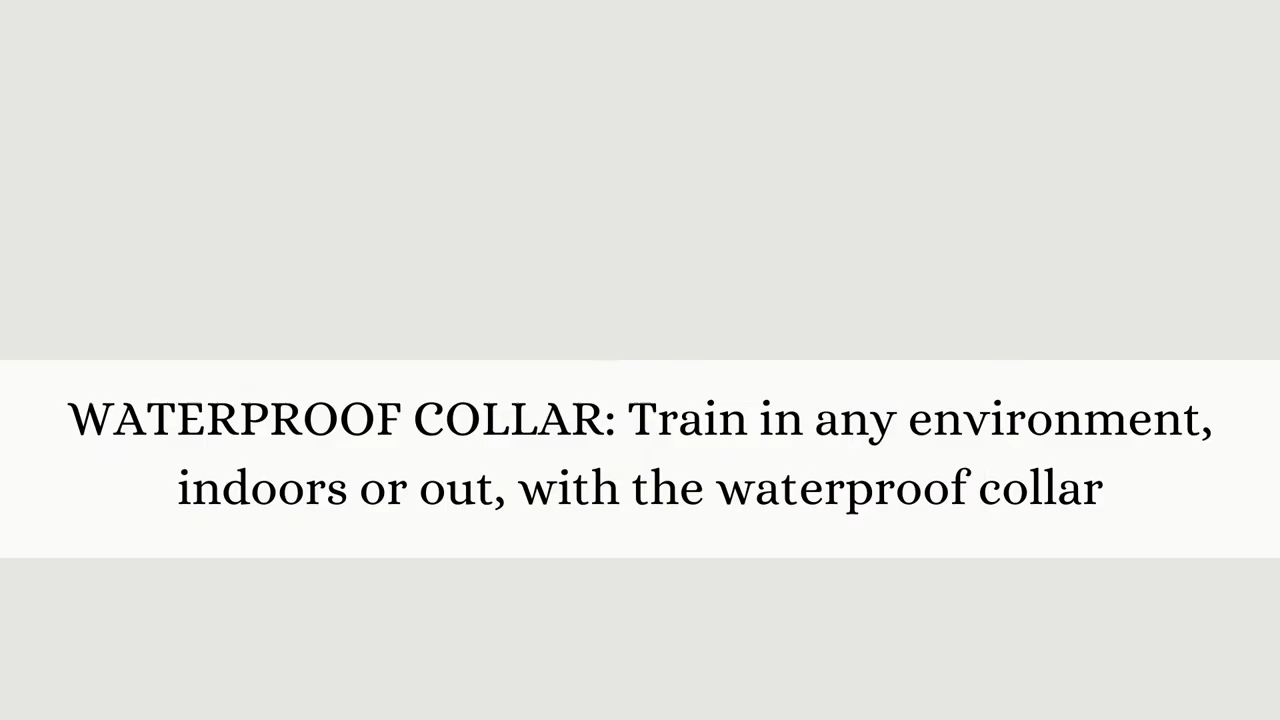 WATERPROOF COLLAR: Train in any environment,
indoors or out, with the waterproof collar